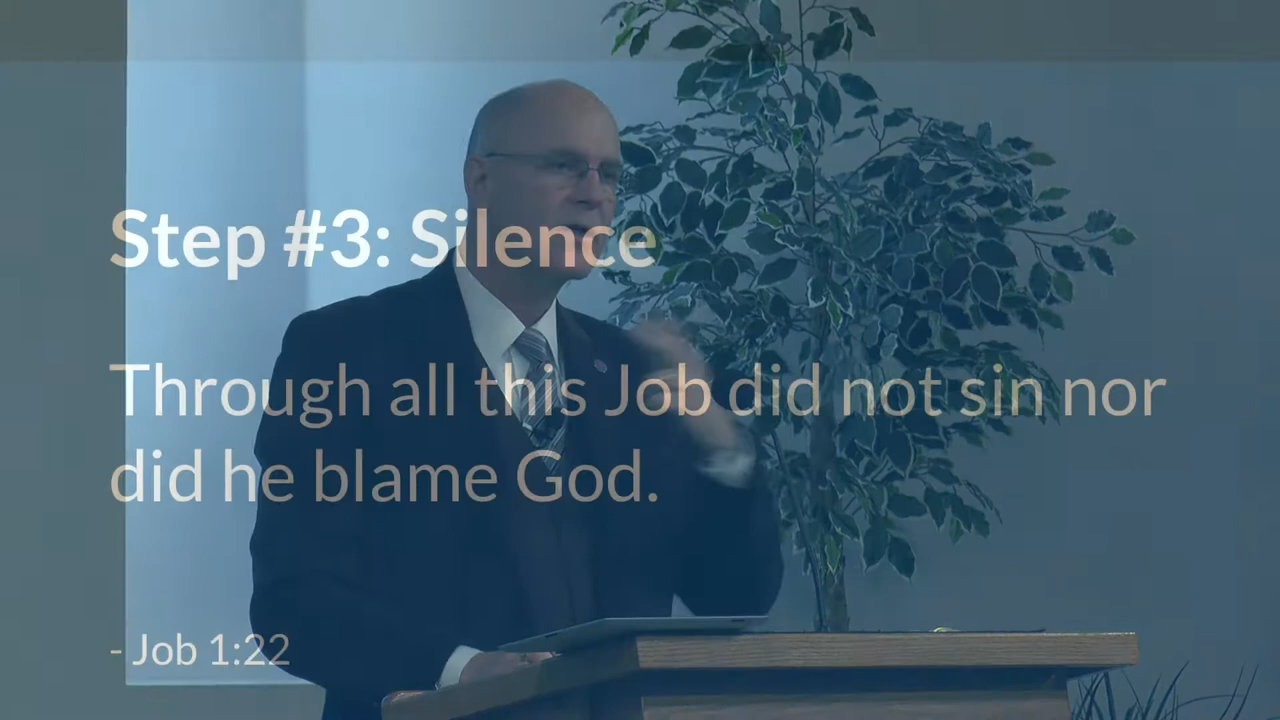 Step #3: Silence
Through all this Job did not sin nor
did he blame God.
- Job 1:22